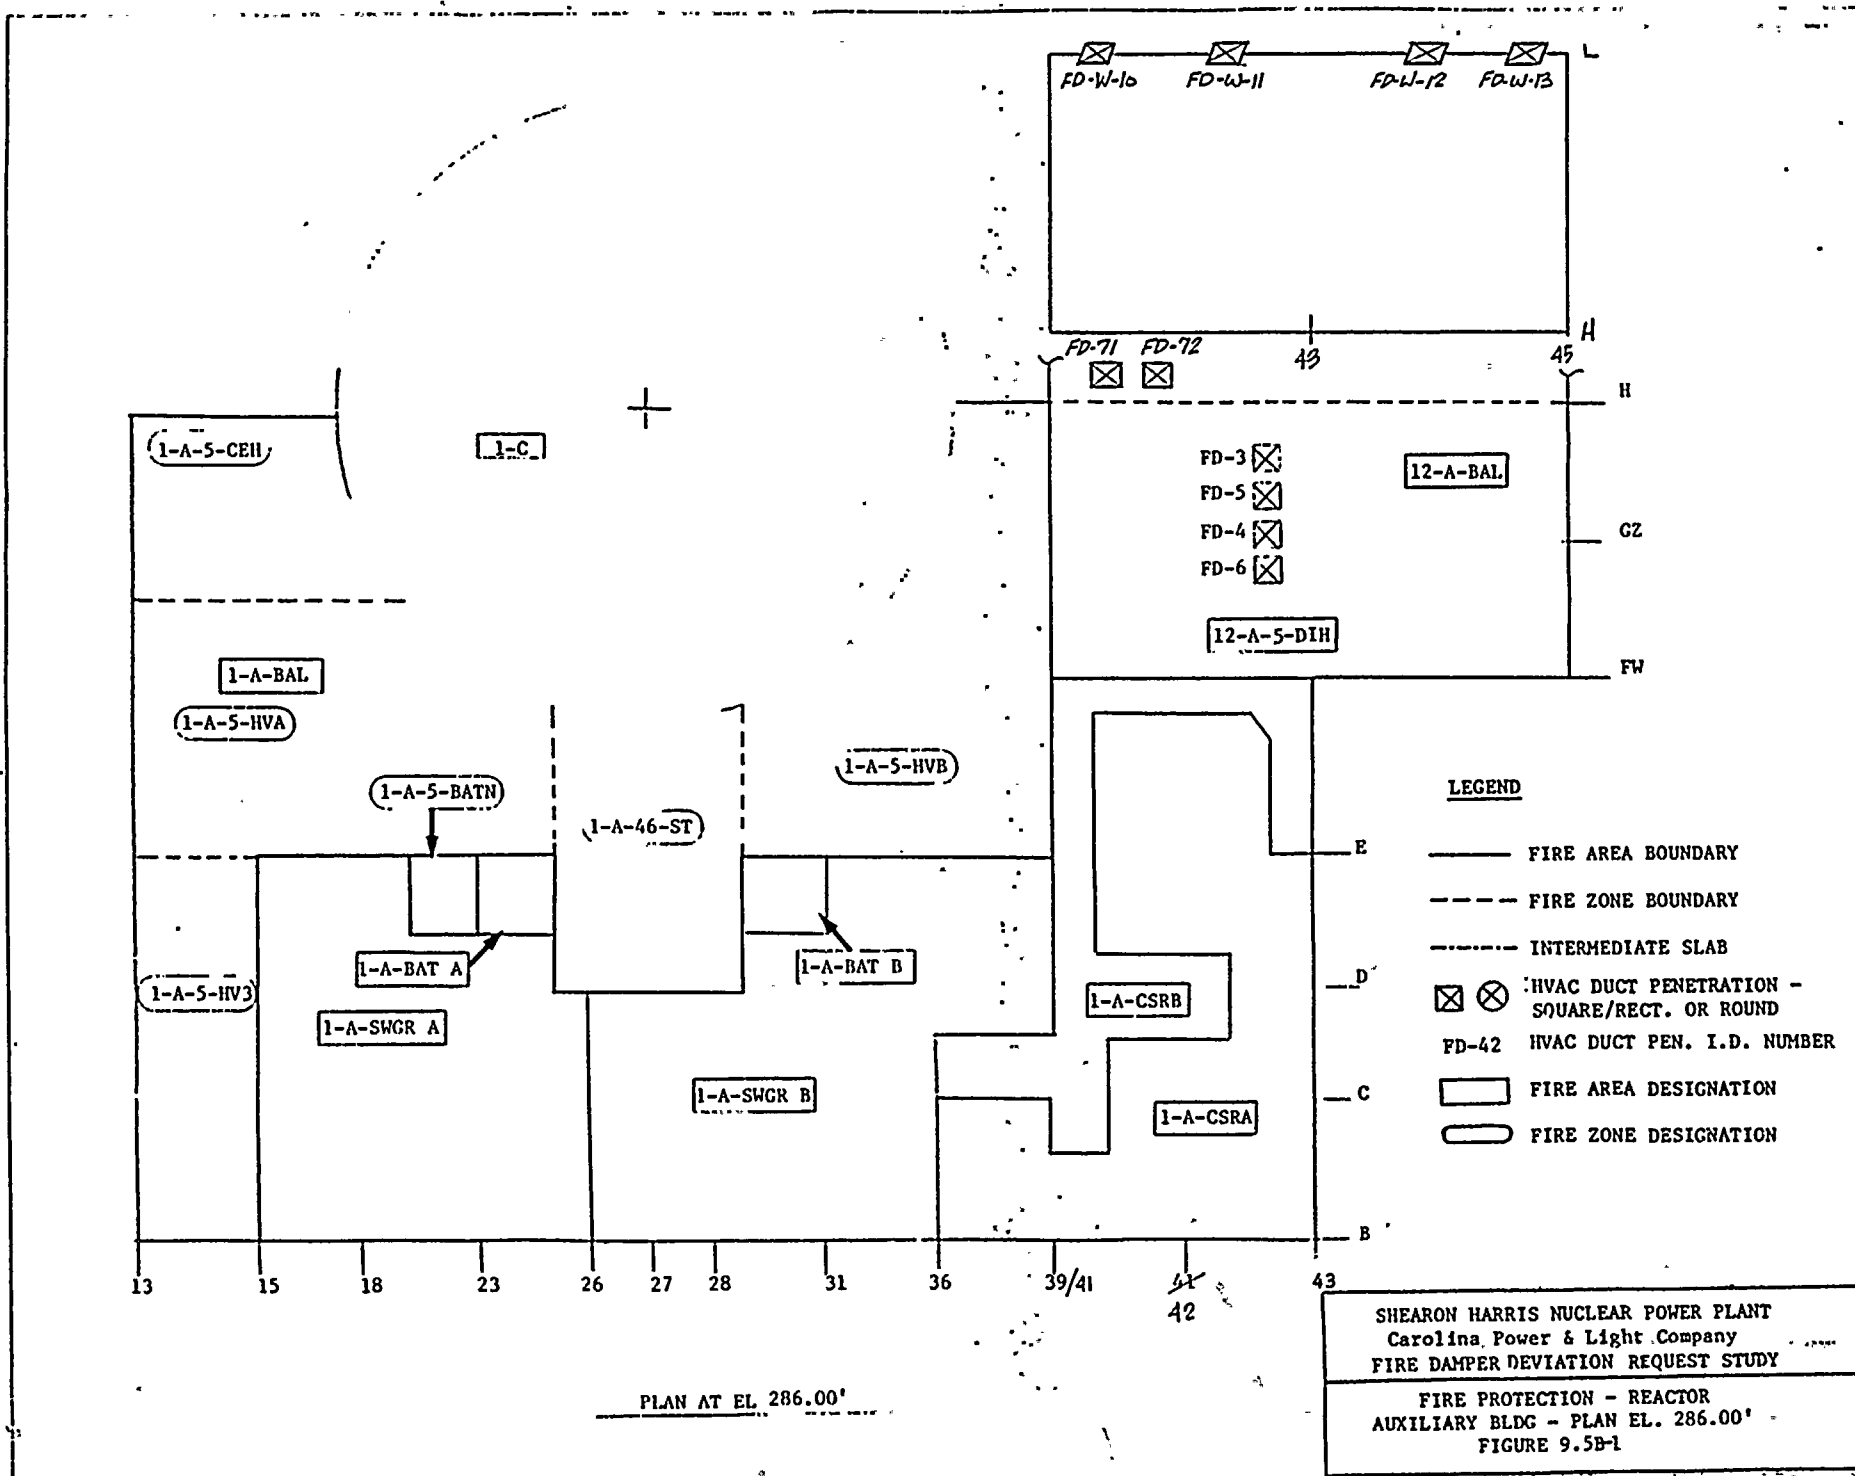 L
FD-W-10 FD-W-11 FD-W-12 FD-W-13
H
43 45
FD-71 FD-72
H
1-A-5-CEH
1-C
FD-3
12-A-BAL
FD-5
FD-4
GZ
FD-6
12-A-5-DIH
FW
1-A-BAL
1-A-5-HVA
1-A-5-HVB
1-A-5-BATN
1-A-46-ST
E
1-A-BAT A
1-A-BAT B
D
1-A-5-HV3
1-A-CSRB
1-A-SWGR A
1-A-SWGR B
C
1-A-CSRA
B
13 15 18 23 26 27 28 31 36 39/41 41 43
42
LEGEND
FIRE AREA BOUNDARY
FIRE ZONE BOUNDARY
INTERMEDIATE SLAB
HVAC DUCT PENETRATION -
SQUARE/RECT. OR ROUND
FD-42 HVAC DUCT PEN. I.D. NUMBER
FIRE AREA DESIGNATION
FIRE ZONE DESIGNATION
PLAN AT EL 286.00'
SHEARON HARRIS NUCLEAR POWER PLANT
Carolina Power & Light Company
FIRE DAMPER DEVIATION REQUEST STUDY
FIRE PROTECTION - REACTOR
AUXILIARY BLDG - PLAN EL. 286.00'
FIGURE 9.5B-1